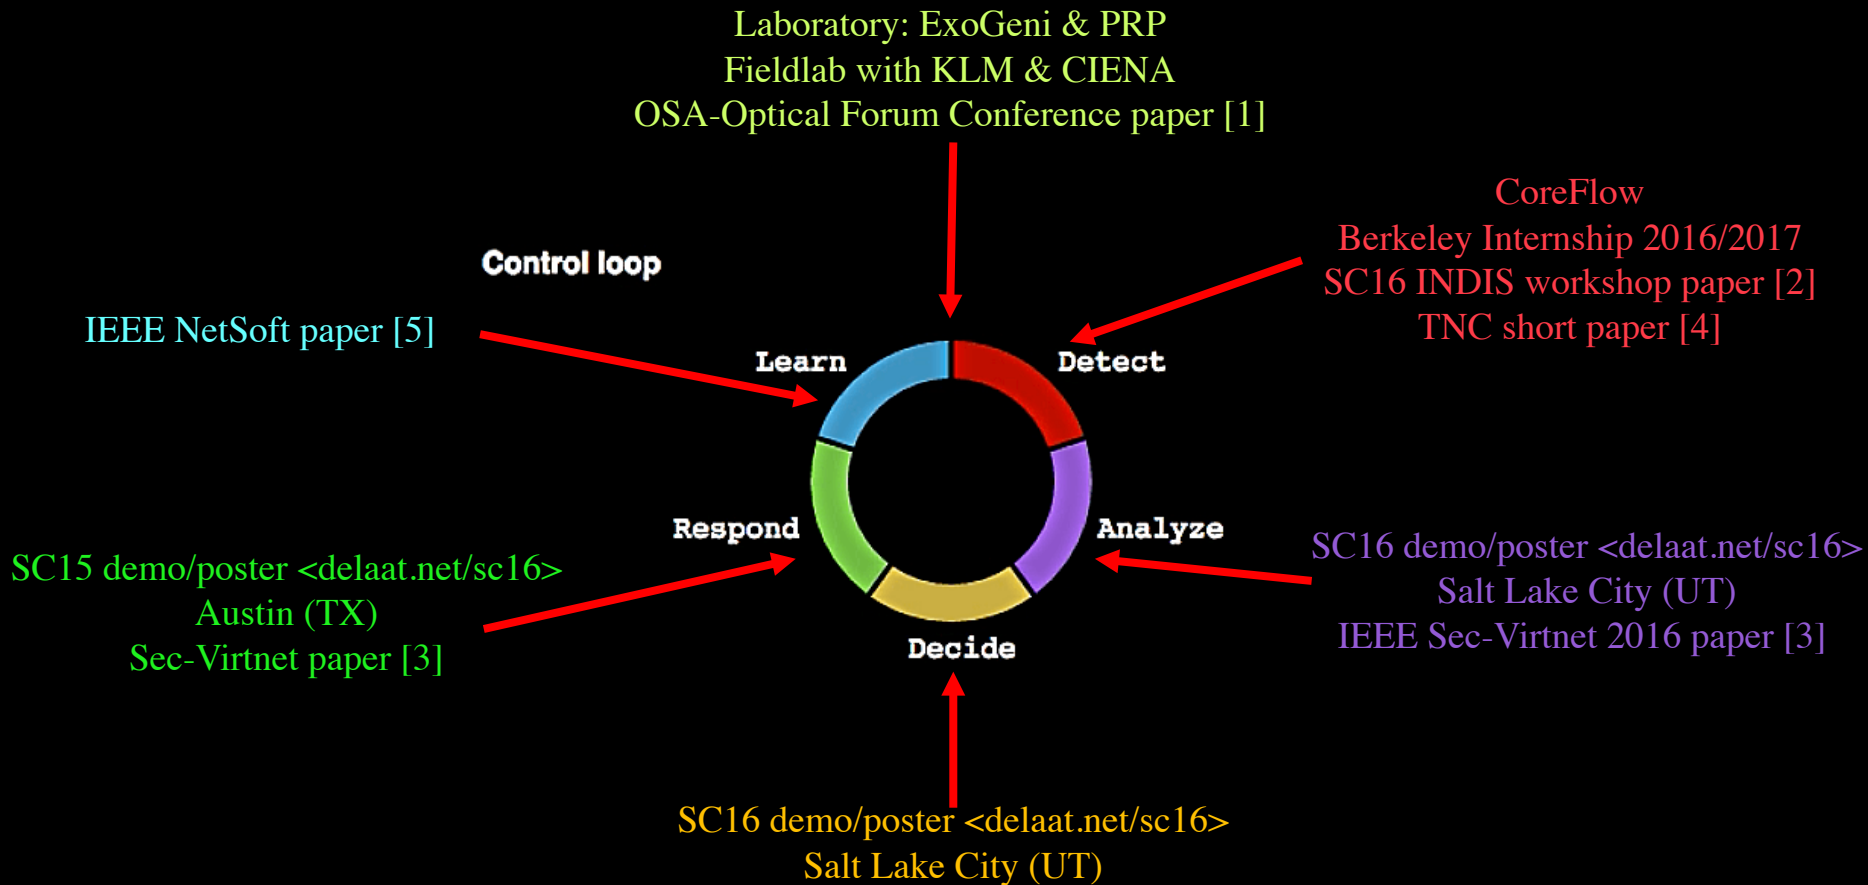 Laboratory: ExoGeni & PRP
Fieldlab with KLM & CIENA
OSA-Optical Forum Conference paper [1]
CoreFlow
Berkeley Internship 2016/2017
SC16 INDIS workshop paper [2]
TNC short paper [4]
Control loop
IEEE NetSoft paper [5]
Learn
Detect
Respond
Analyze
Decide
SC15 demo/poster <delaat.net/sc16>
Austin (TX)
Sec-Virtnet paper [3]
SC16 demo/poster <delaat.net/sc16>
Salt Lake City (UT)
IEEE Sec-Virtnet 2016 paper [3]
SC16 demo/poster <delaat.net/sc16>
Salt Lake City (UT)